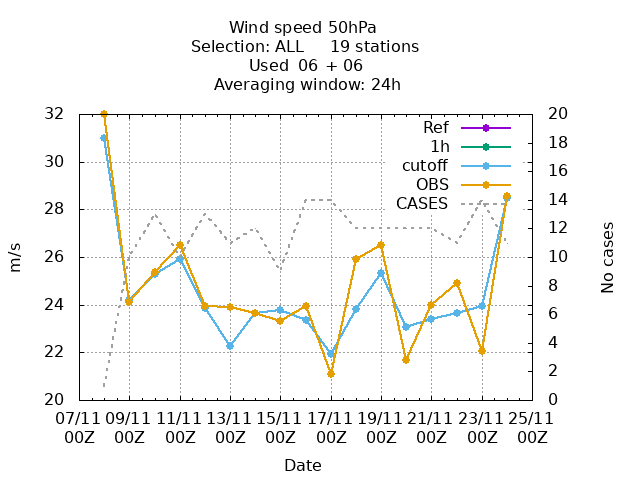 Wind speed 50hPa
Selection: ALL 19 stations
Used 06 + 06
Averaging window: 24h
32
30
28
26
24
22
20
m/s
20
18
16
14
12
10
8
6
4
2
0
No cases
Ref
1h
cutoff
OBS
CASES
07/11 09/11 11/11 13/11 15/11 17/11 19/11 21/11 23/11 25/11
00Z 00Z 00Z 00Z 00Z 00Z 00Z 00Z 00Z 00Z
Date